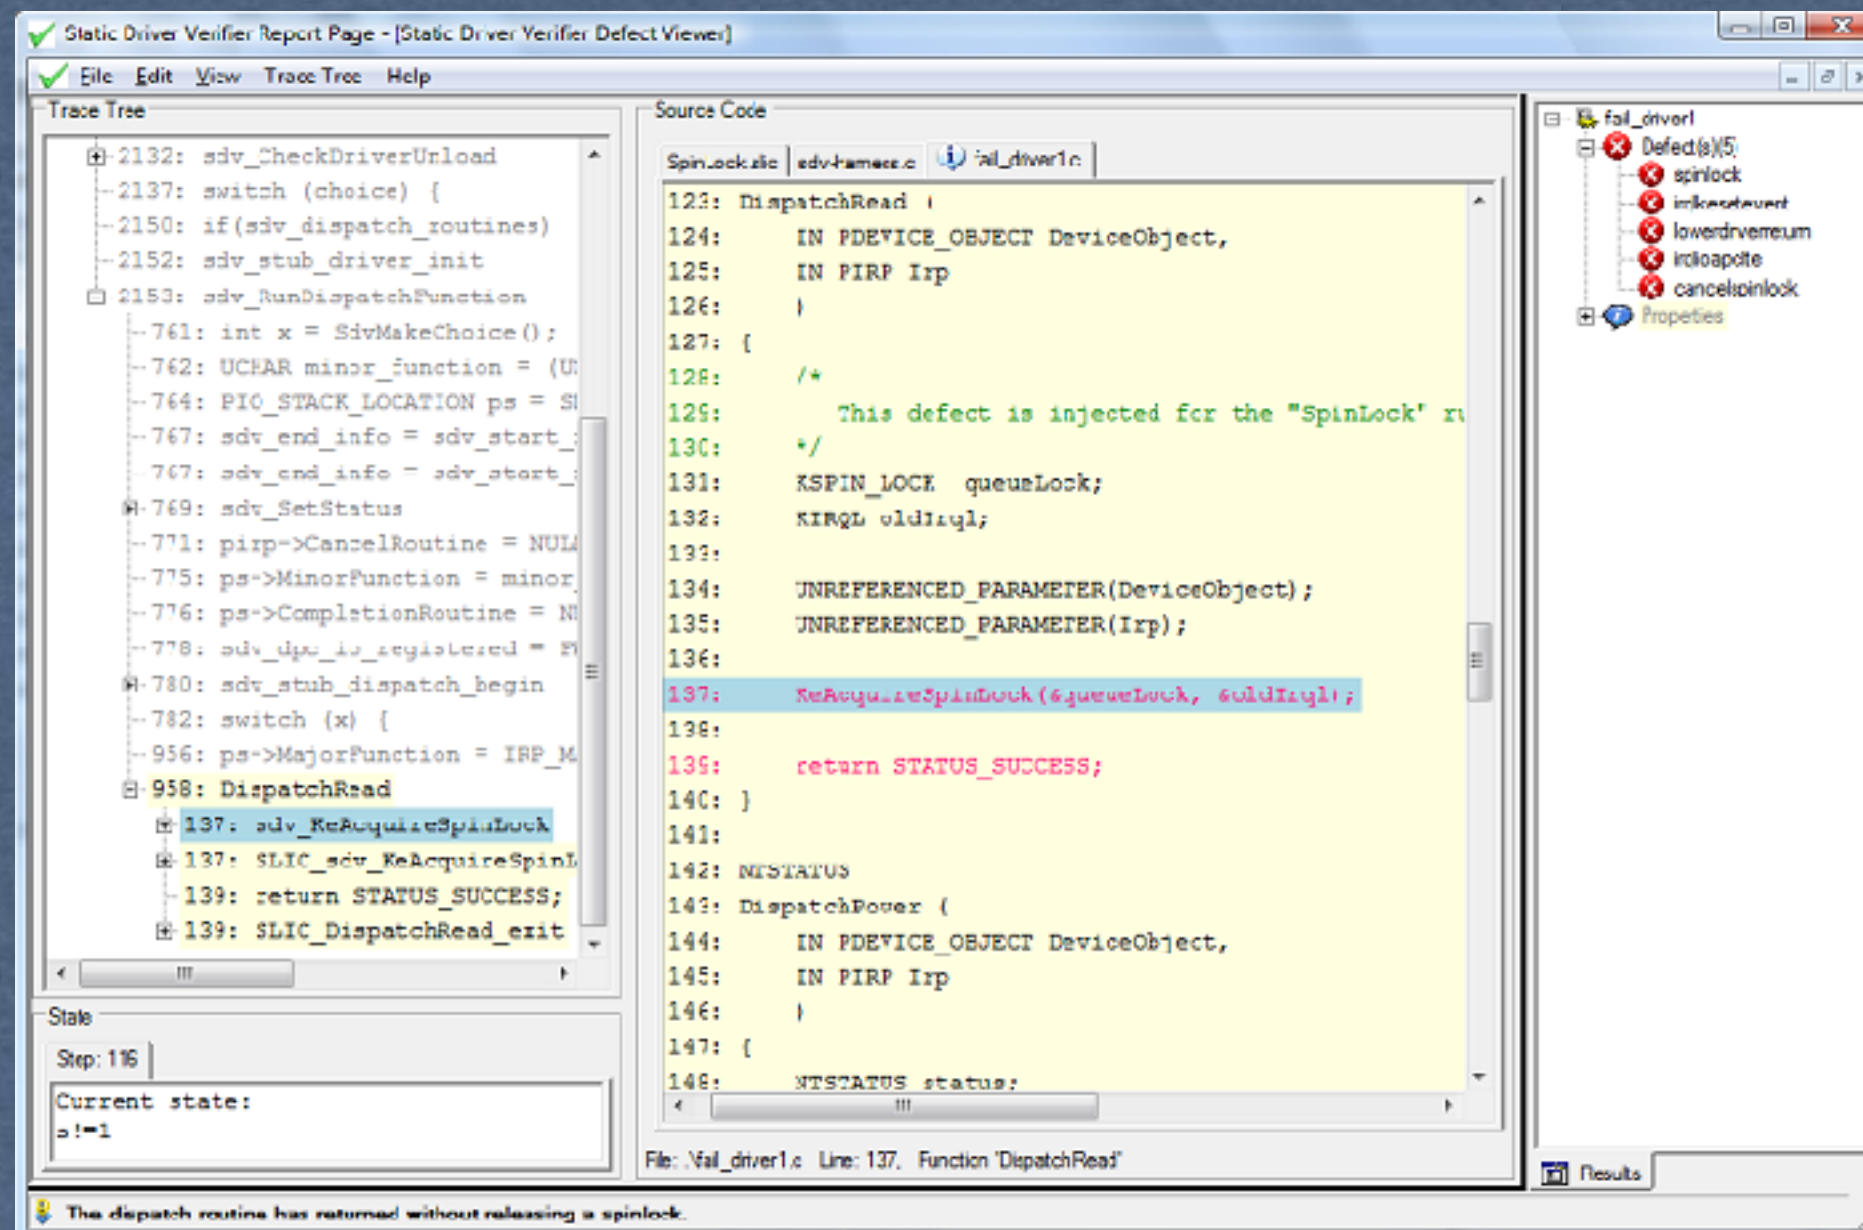 Static Driver Verifier Report Page - [Static Driver Verifier Defect Viewer]
File Edit View Trace Tree Help
Trace Tree
2132: sdv_CheckDriverUnload
2137: switch (choice) {
2150: if(sdv_dispatch_routines)
2152: sdv_stub_driver_init
2153: sdv_RunDispatchFunction
761: int x = SdvMakeChoice();
762: UCHAR minor_function = (U
764: PIO_STACK_LOCATION ps =
767: sdv_end_info = sdv_start_
767: sdv_end_info = sdv_start_
769: sdv_SetStatus
771: pirp->CancelRoutine = NUL
775: ps->MinorFunction = minor_
776: ps->CompletionRoutine = N
778: sdv_dpc_is_registered = F
780: sdv_stub_dispatch_begin
782: switch (x) {
956: ps->MajorFunction = IRP_M
958: DispatchRead
137: sdv_KeAcquireSpinLock
137: SLIC_sdv_KeAcquireSpinL
139: return STATUS_SUCCESS;
139: SLIC_DispatchRead_exit
State
Step: 116
Current state:
s!=1
Source Code
SpinLock.slic sdv-harness.c fail_driver1.c
123: DispatchRead (
124: IN PDEVICE_OBJECT DeviceObject,
125: IN PIRP Irp
126: )
127: {
128: /*
129: This defect is injected for the "SpinLock" ru
130: */
131: KSPIN_LOCK queueLock;
132: KIRQL oldIrql;
133:
134: UNREFERENCED_PARAMETER(DeviceObject);
135: UNREFERENCED_PARAMETER(Irp);
136:
137: KeAcquireSpinLock(&queueLock, &oldIrql);
138:
139: return STATUS_SUCCESS;
140: }
141:
142: NTSTATUS
143: DispatchPower (
144: IN PDEVICE_OBJECT DeviceObject,
145: IN PIRP Irp
146: )
147: {
148: NTSTATUS status;
File: .\fail_driver1.c Line: 137, Function 'DispatchRead'
fail_driver1
Defect(s)(5)
spinlock
lowerdriverreturn
cancelspinlock
Properties
Results
The dispatch routine has returned without releasing a spinlock.